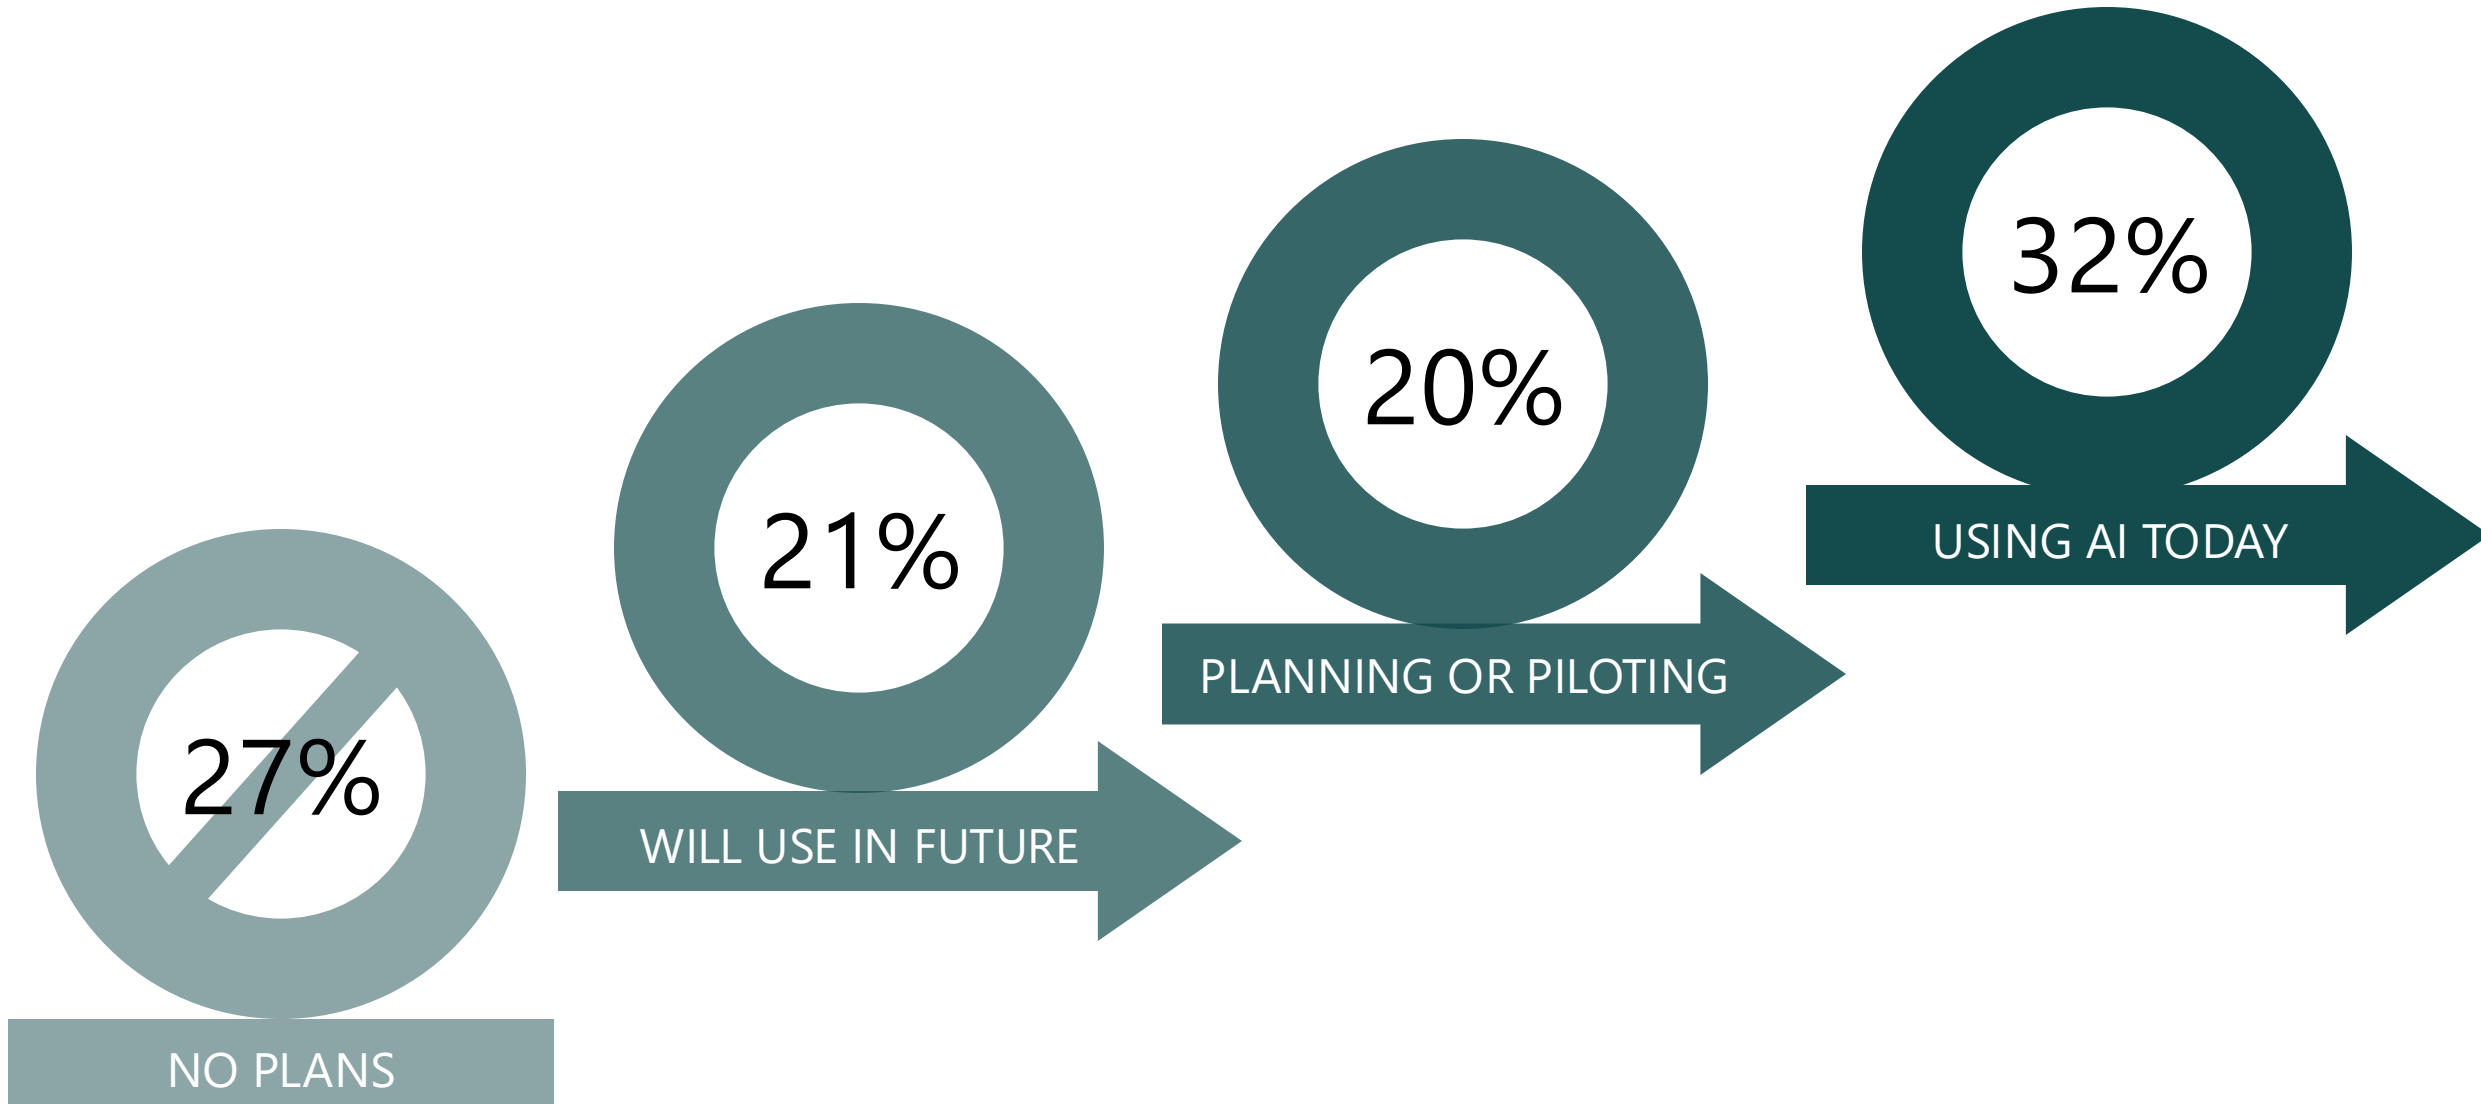 27%
NO PLANS
21%
WILL USE IN FUTURE
20%
PLANNING OR PILOTING
32%
USING AI TODAY